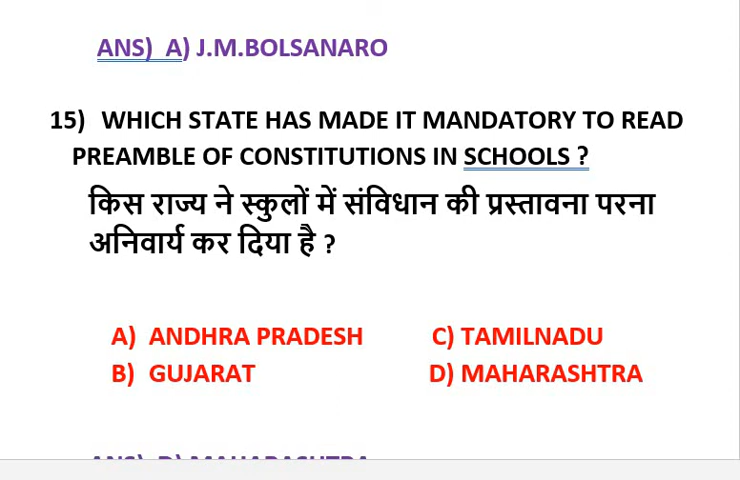 ANS) A) J.M.BOLSANARO
15) WHICH STATE HAS MADE IT MANDATORY TO READ
PREAMBLE OF CONSTITUTIONS IN SCHOOLS ?
किस राज्य ने स्कुलों में संविधान की प्रस्तावना परना
अनिवार्य कर दिया है ?
A) ANDHRA PRADESH C) TAMILNADU
B) GUJARAT D) MAHARASHTRA
ANS) D) MAHARASHTRA